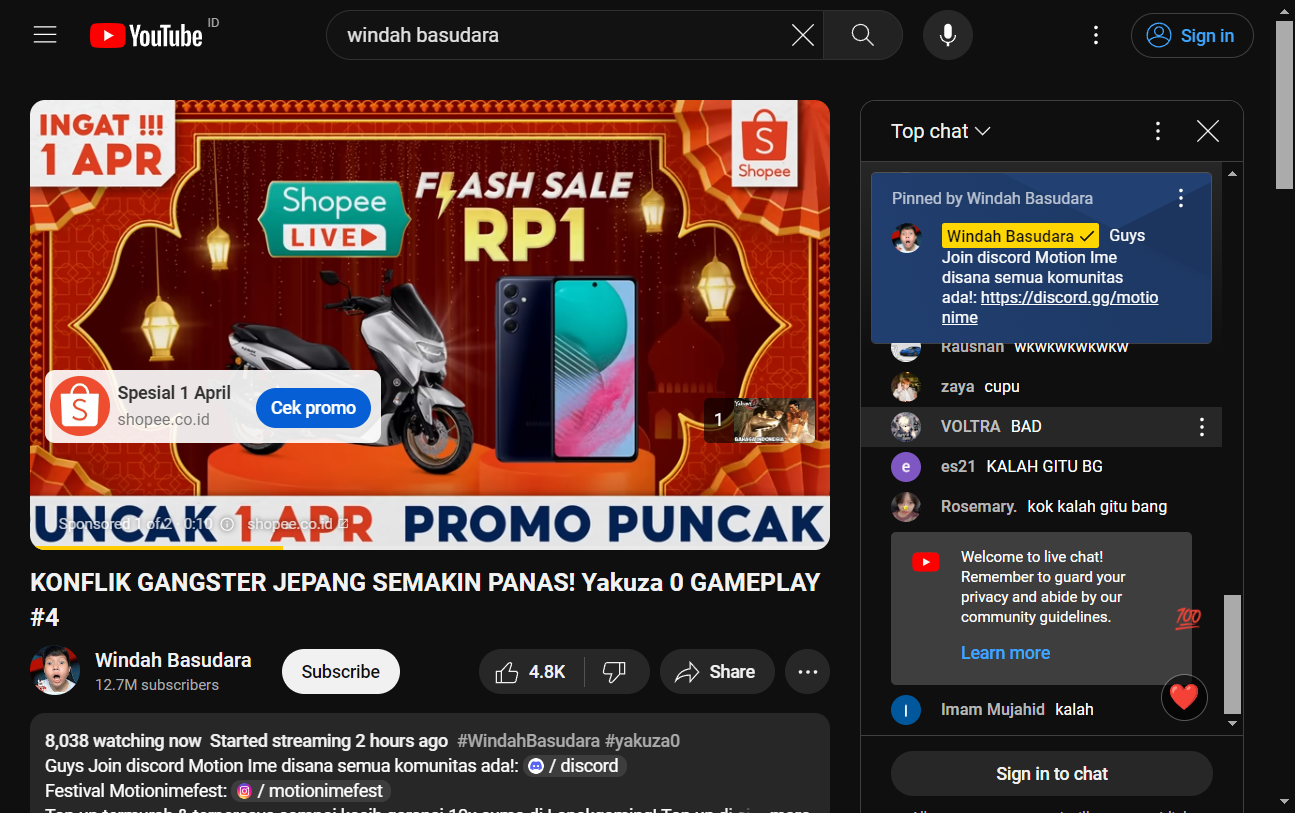 YouTube ID
windah basudara
Sign in
INGAT !!!
1 APR
Shopee
LIVE
FLASH SALE
RP1
S
Shopee
S
Spesial 1 April
shopee.co.id
Cek promo
1
Yakuza 0
BAHASA INDONESIA
UNCAK 1 APR PROMO PUNCAK
Sponsored 1 of 2 · 0:10 shopee.co.id
KONFLIK GANGSTER JEPANG SEMAKIN PANAS! Yakuza 0 GAMEPLAY
#4
Windah Basudara
12.7M subscribers
Subscribe
4.8K
Share
8,038 watching now Started streaming 2 hours ago #WindahBasudara #yakuza0
Guys Join discord Motion Ime disana semua komunitas ada!: / discord
Festival Motionimefest: / motionimefest
Top chat
Pinned by Windah Basudara
Windah Basudara Guys
Join discord Motion Ime
disana semua komunitas
ada!: https://discord.gg/motio
nime
Raushan wkwkwkwkwkw
zaya cupu
VOLTRA BAD
e es21 KALAH GITU BG
Rosemary. kok kalah gitu bang
Welcome to live chat!
Remember to guard your
privacy and abide by our
community guidelines.
100
Learn more
I Imam Mujahid kalah
Sign in to chat